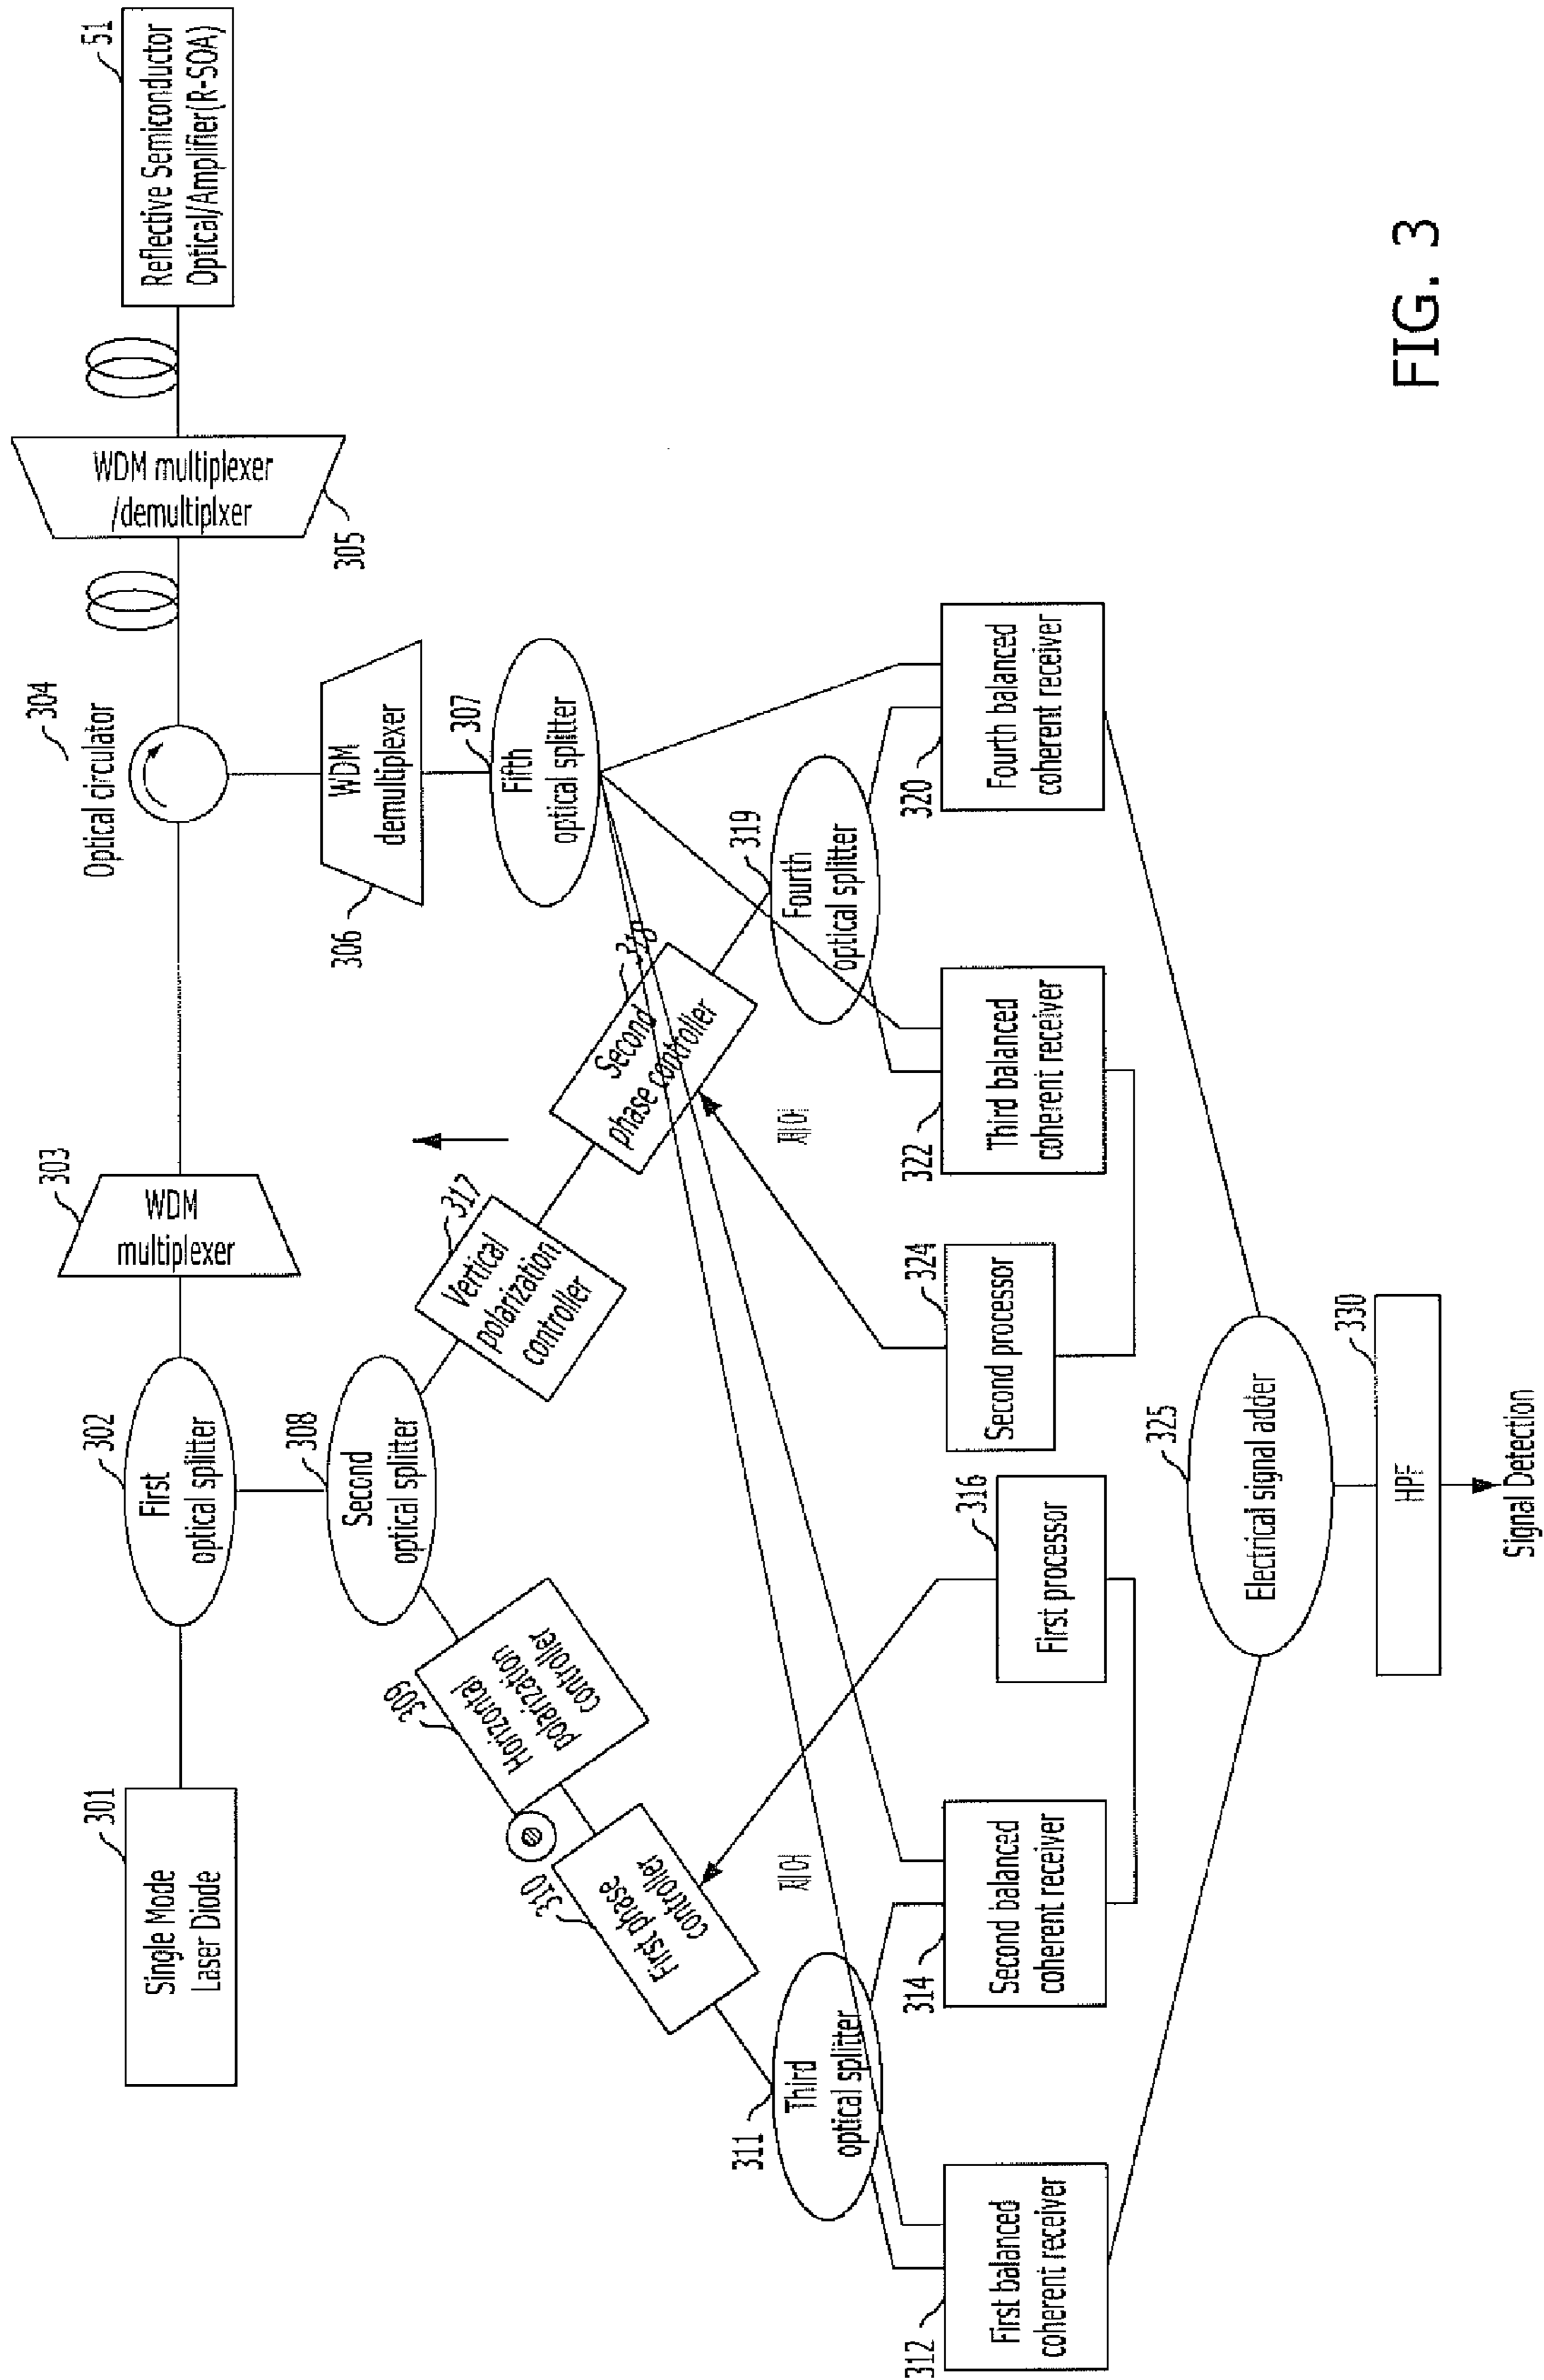 301
Single Mode
Laser Diode
302
First
optical splitter
303
WDM
multiplexer
Optical circulator
304
WDM multiplexer
/demultiplxer
305
51
Reflective Semiconductor
Optical/Amplifier(R-SOA)
308
Second
optical splitter
306
WDM
demultiplexer
307
Fifth
optical splitter
309
Horizontal
polarization
controller
317
Vertical
polarization
controller
310
First phase
controller
318
Second
phase controller
제어
제어
311
Third
optical splitter
319
Fourth
optical splitter
312
First balanced
coherent receiver
314
Second balanced
coherent receiver
316
First processor
324
Second processor
322
Third balanced
coherent receiver
320
Fourth balanced
coherent receiver
325
Electrical signal adder
330
HPF
Signal Detection
FIG. 3